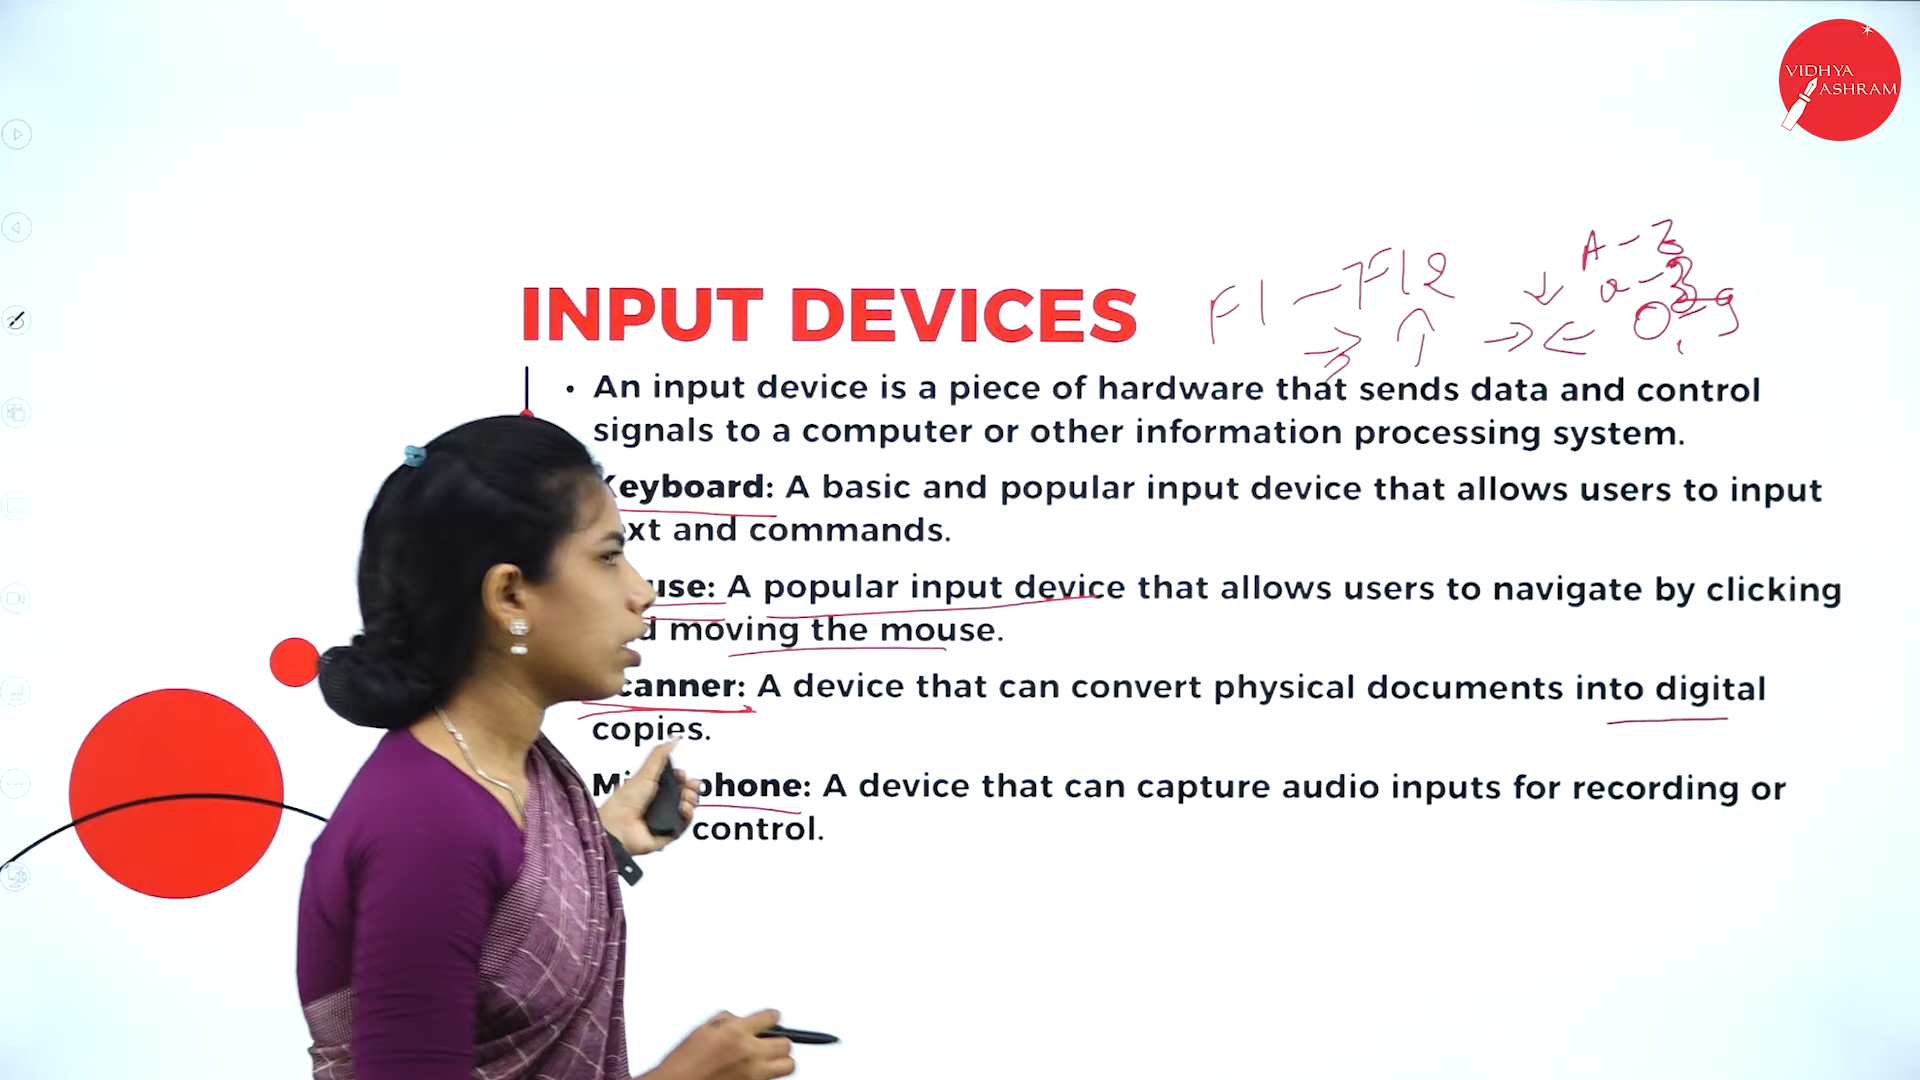 VIDHYA
ASHRAM
A - Z
a - z
F1 - F12
0 - 9
INPUT DEVICES
• An input device is a piece of hardware that sends data and control
signals to a computer or other information processing system.
Keyboard: A basic and popular input device that allows users to input
ext and commands.
use: A popular input device that allows users to navigate by clicking
d moving the mouse.
canner: A device that can convert physical documents into digital
copies.
M phone: A device that can capture audio inputs for recording or
control.